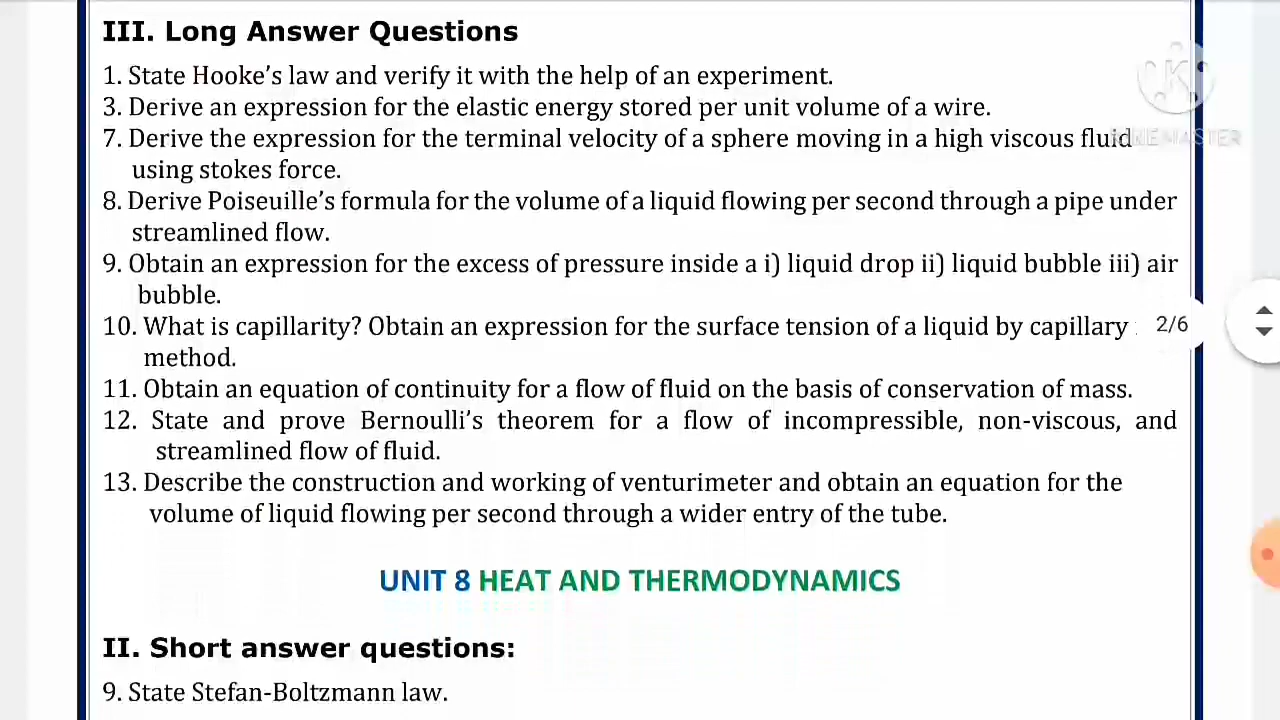 III. Long Answer Questions
1. State Hooke’s law and verify it with the help of an experiment.
3. Derive an expression for the elastic energy stored per unit volume of a wire.
7. Derive the expression for the terminal velocity of a sphere moving in a high viscous fluid
using stokes force.
8. Derive Poiseuille’s formula for the volume of a liquid flowing per second through a pipe under
streamlined flow.
9. Obtain an expression for the excess of pressure inside a i) liquid drop ii) liquid bubble iii) air
bubble.
10. What is capillarity? Obtain an expression for the surface tension of a liquid by capillary
method.
2/6
11. Obtain an equation of continuity for a flow of fluid on the basis of conservation of mass.
12. State and prove Bernoulli’s theorem for a flow of incompressible, non-viscous, and
streamlined flow of fluid.
13. Describe the construction and working of venturimeter and obtain an equation for the
volume of liquid flowing per second through a wider entry of the tube.
UNIT 8 HEAT AND THERMODYNAMICS
II. Short answer questions:
9. State Stefan-Boltzmann law.
K
KINEMASTER